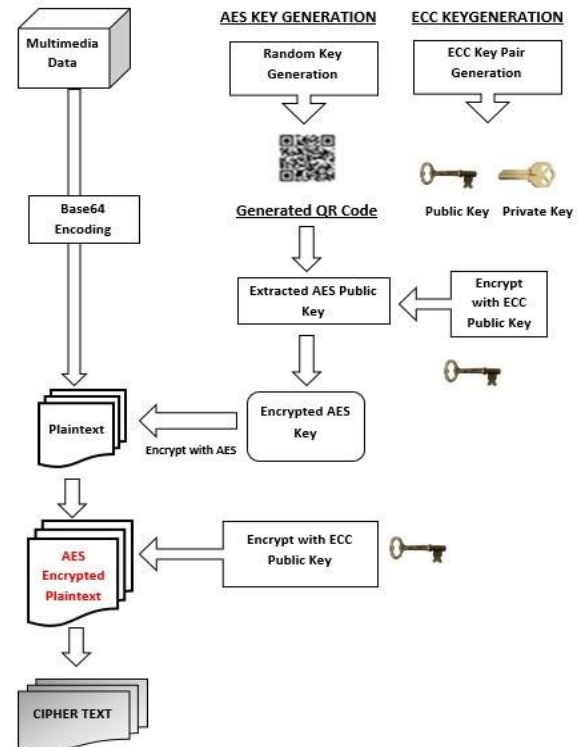 Multimedia
Data
Base64
Encoding
Plaintext
AES
Encrypted
Plaintext
CIPHER TEXT
AES KEY GENERATION
Random Key
Generation
Generated QR Code
Extracted AES Public
Key
Encrypted AES
Key
Encrypt with AES
Encrypt with ECC
Public Key
ECC KEYGENERATION
ECC Key Pair
Generation
Public Key
Private Key
Encrypt
with ECC
Public Key